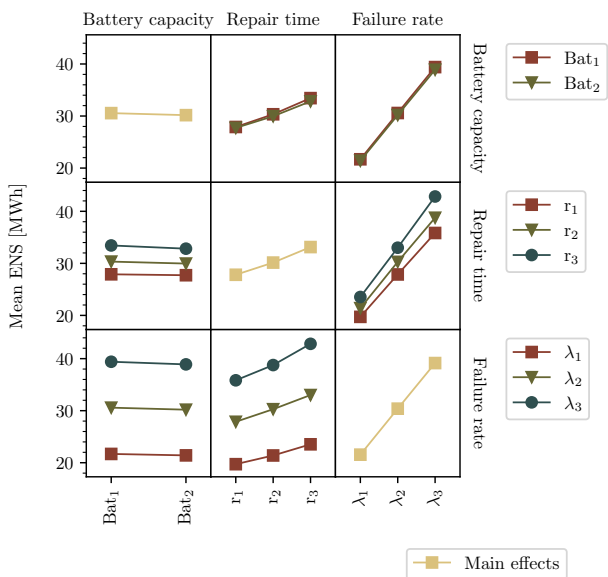 Battery capacity Repair time Failure rate
Mean ENS [MWh]
40
30
20
Battery capacity
Bat₁
Bat₂
40
30
20
Repair time
r₁
r₂
r₃
40
30
20
Failure rate
λ₁
λ₂
λ₃
Bat₁ Bat₂ r₁ r₂ r₃ λ₁ λ₂ λ₃
Main effects